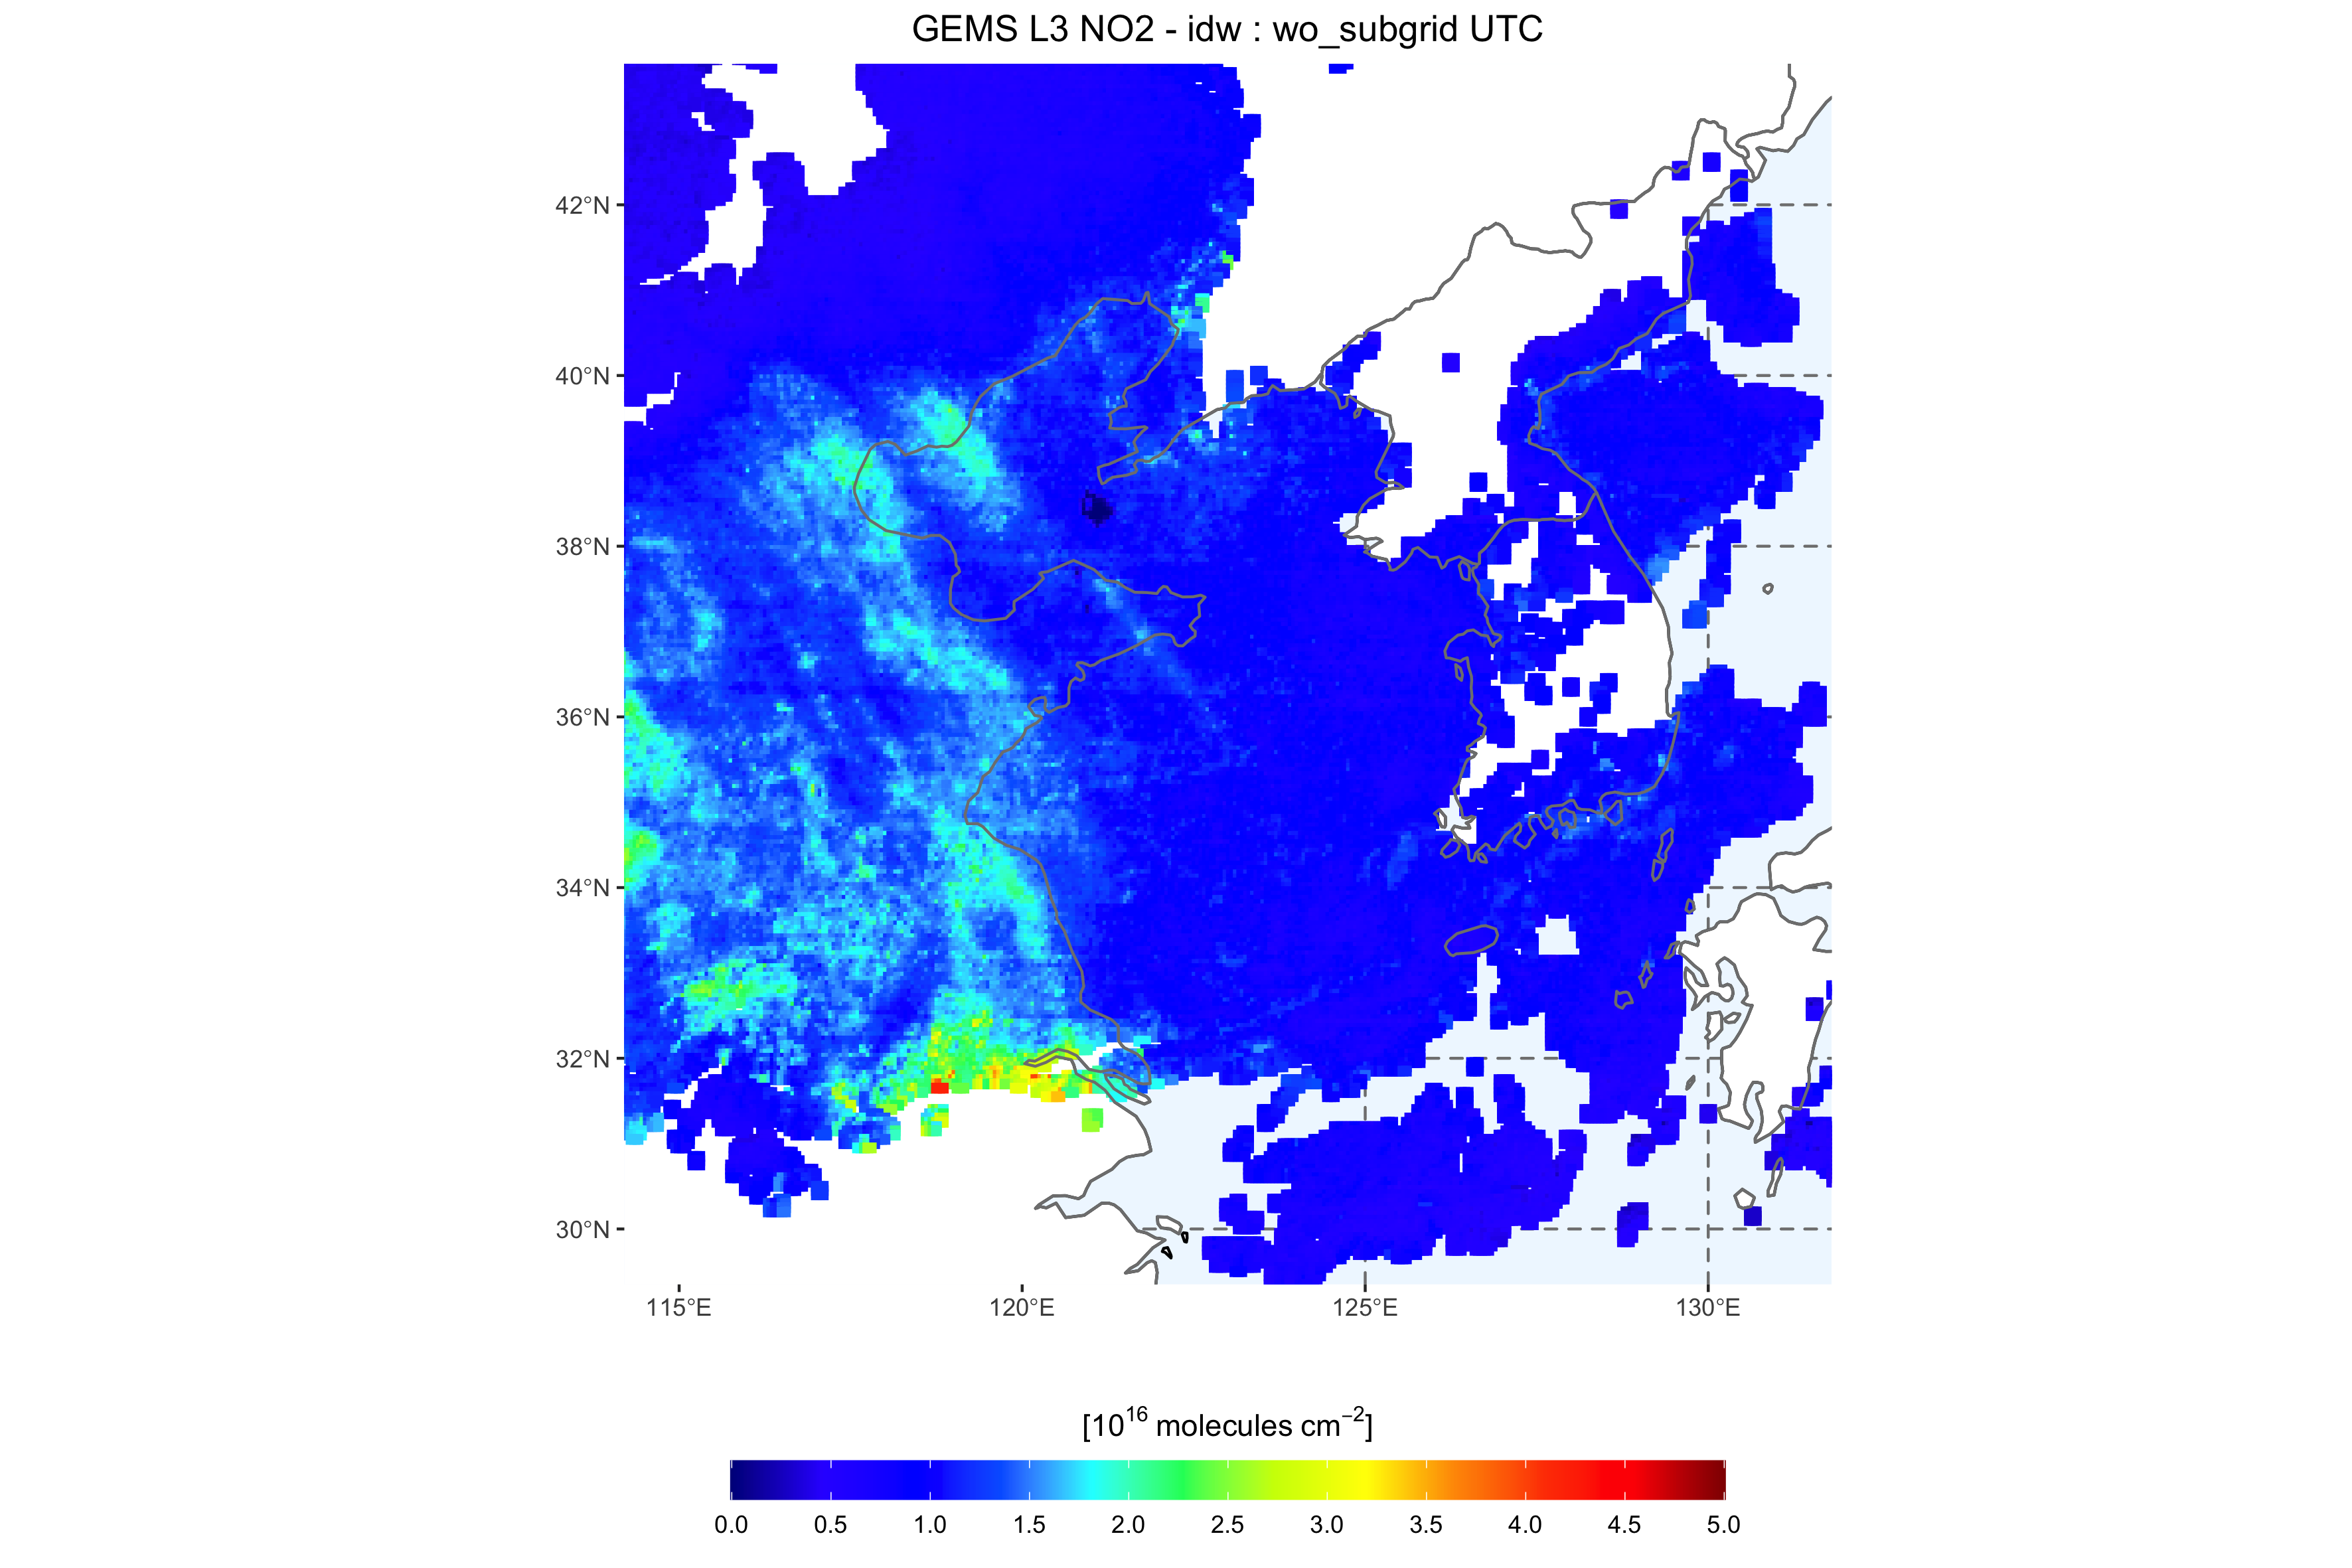 GEMS L3 NO2 - idw : wo_subgrid UTC
42°N
40°N
38°N
36°N
34°N
32°N
30°N
115°E 120°E 125°E 130°E
[10¹⁶ molecules cm⁻²]
0.0 0.5 1.0 1.5 2.0 2.5 3.0 3.5 4.0 4.5 5.0